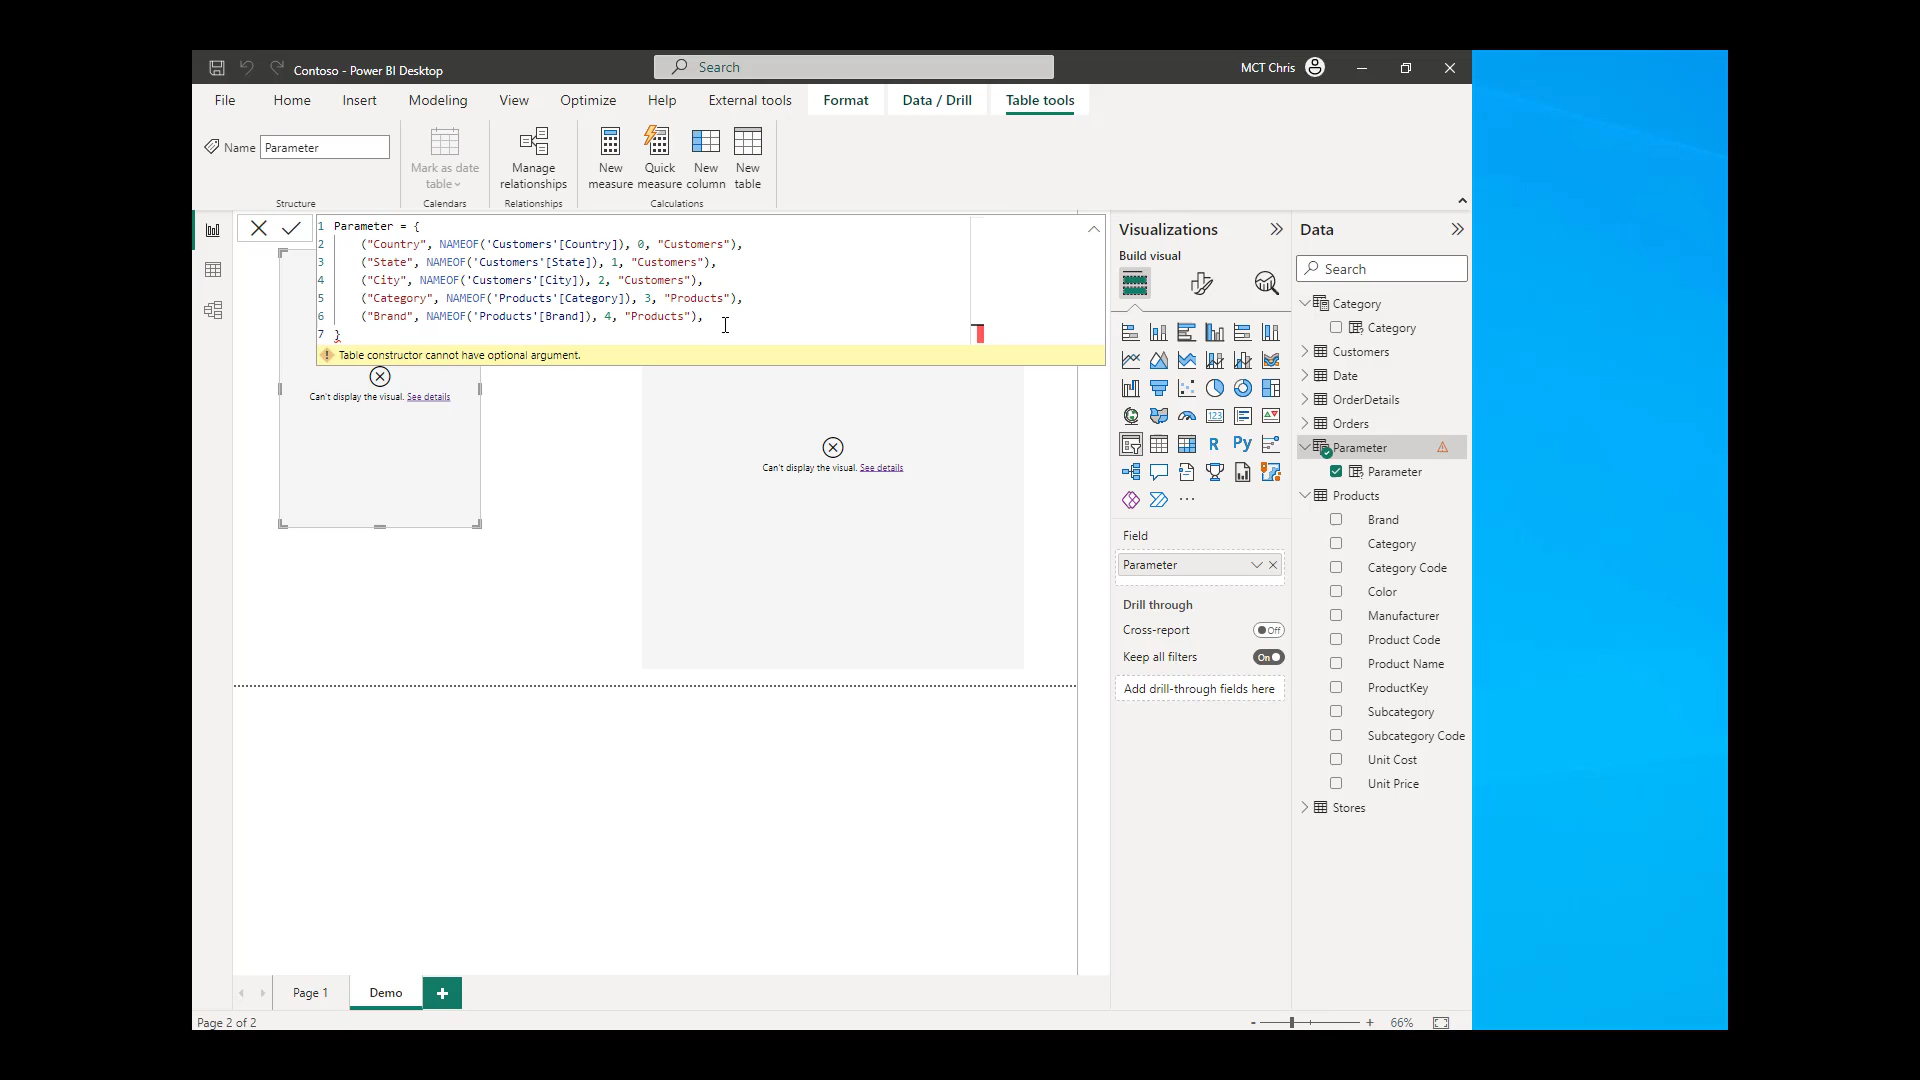 Contoso - Power BI Desktop
Search
MCT Chris
File
Home
Insert
Modeling
View
Optimize
Help
External tools
Format
Data / Drill
Table tools
Name
Parameter
Mark as date
table
Manage
relationships
New
measure
Quick
measure
New
column
New
table
Structure
Calendars
Relationships
Calculations
1 Parameter = {
2 ("Country", NAMEOF('Customers'[Country]), 0, "Customers"),
3 ("State", NAMEOF('Customers'[State]), 1, "Customers"),
4 ("City", NAMEOF('Customers'[City]), 2, "Customers"),
5 ("Category", NAMEOF('Products'[Category]), 3, "Products"),
6 ("Brand", NAMEOF('Products'[Brand]), 4, "Products"),
7 }
Table constructor cannot have optional argument.
Can't display the visual. See details
Can't display the visual. See details
Visualizations
Build visual
123
R
Py
Field
Parameter
Drill through
Cross-report
Off
Keep all filters
On
Add drill-through fields here
Data
Search
Category
Category
Customers
Date
OrderDetails
Orders
Parameter
Parameter
Products
Brand
Category
Category Code
Color
Manufacturer
Product Code
Product Name
ProductKey
Subcategory
Subcategory Code
Unit Cost
Unit Price
Stores
Page 1
Demo
Page 2 of 2
66%